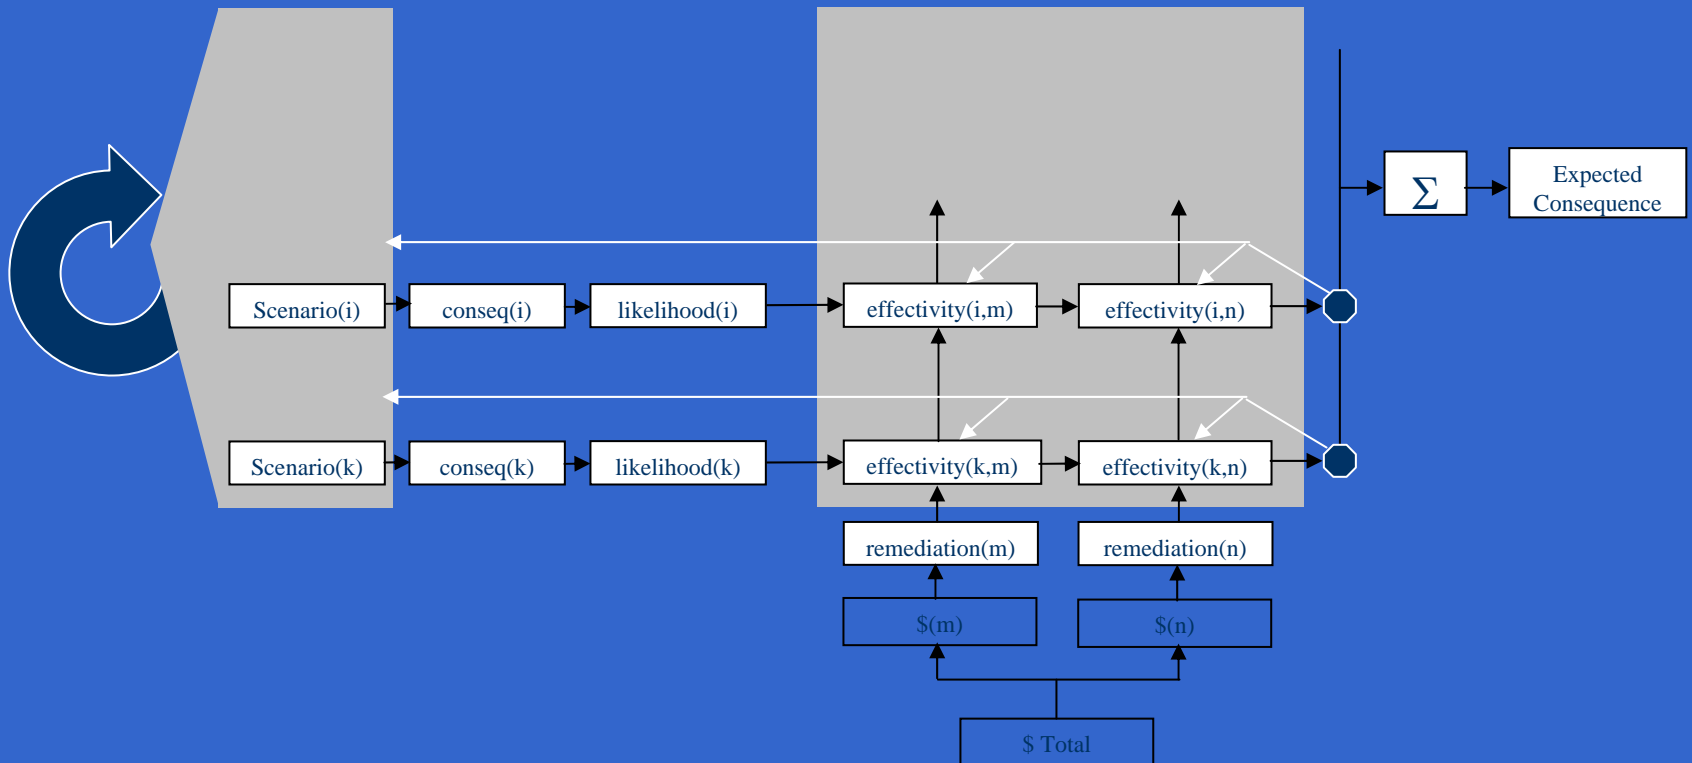 Σ
Expected
Consequence
Scenario(i)
conseq(i)
likelihood(i)
effectivity(i,m)
effectivity(i,n)
Scenario(k)
conseq(k)
likelihood(k)
effectivity(k,m)
effectivity(k,n)
remediation(m)
remediation(n)
$(m)
$(n)
$ Total